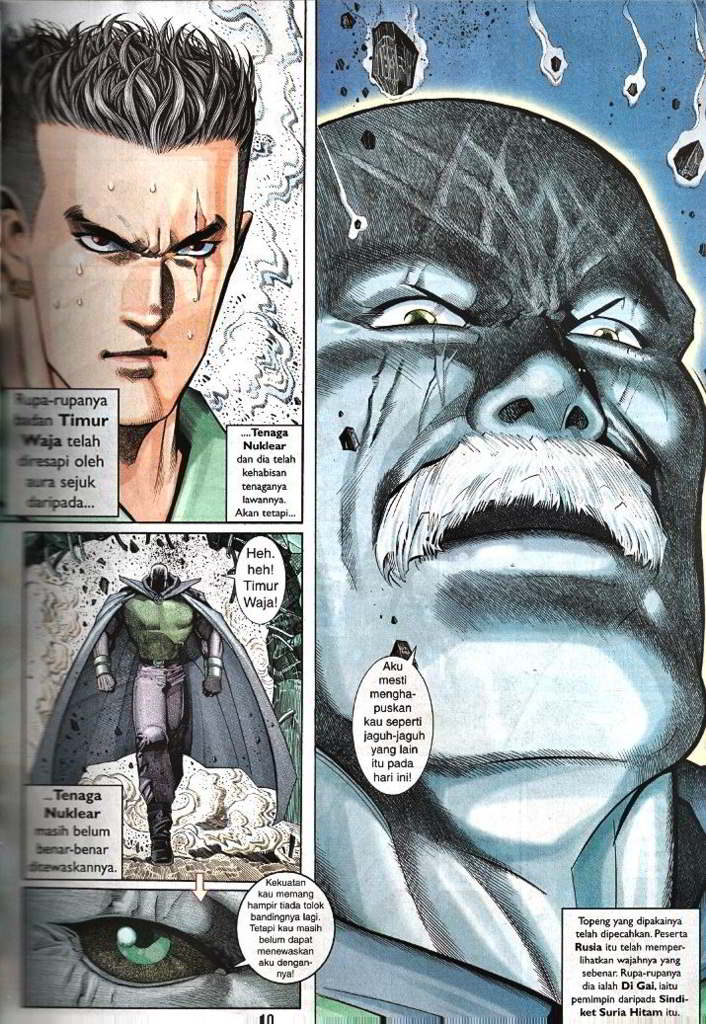 Rupa-rupanya
badan Timur
Waja telah
diresapi oleh
aura sejuk
daripada...
....Tenaga
Nuklear
dan dia telah
kehabisan
tenaganya
lawannya.
Akan tetapi...
Heh.
heh!
Timur
Waja!
...Tenaga
Nuklear
masih belum
benar-benar
ditewaskannya.
Kekuatan
kau memang
hampir tiada tolok
bandingnya lagi.
Tetapi kau masih
belum dapat
menewaskan
aku dengan-
nya!
Aku
mesti
mengha-
puskan
kau seperti
jaguh-jaguh
yang lain
itu pada
hari ini!
Topeng yang dipakainya
telah dipecahkan. Peserta
Rusia itu telah memper-
lihatkan wajahnya yang
sebenar. Rupa-rupanya
dia ialah Di Gai, iaitu
pemimpin daripada Sindi-
ket Suria Hitam itu.
10